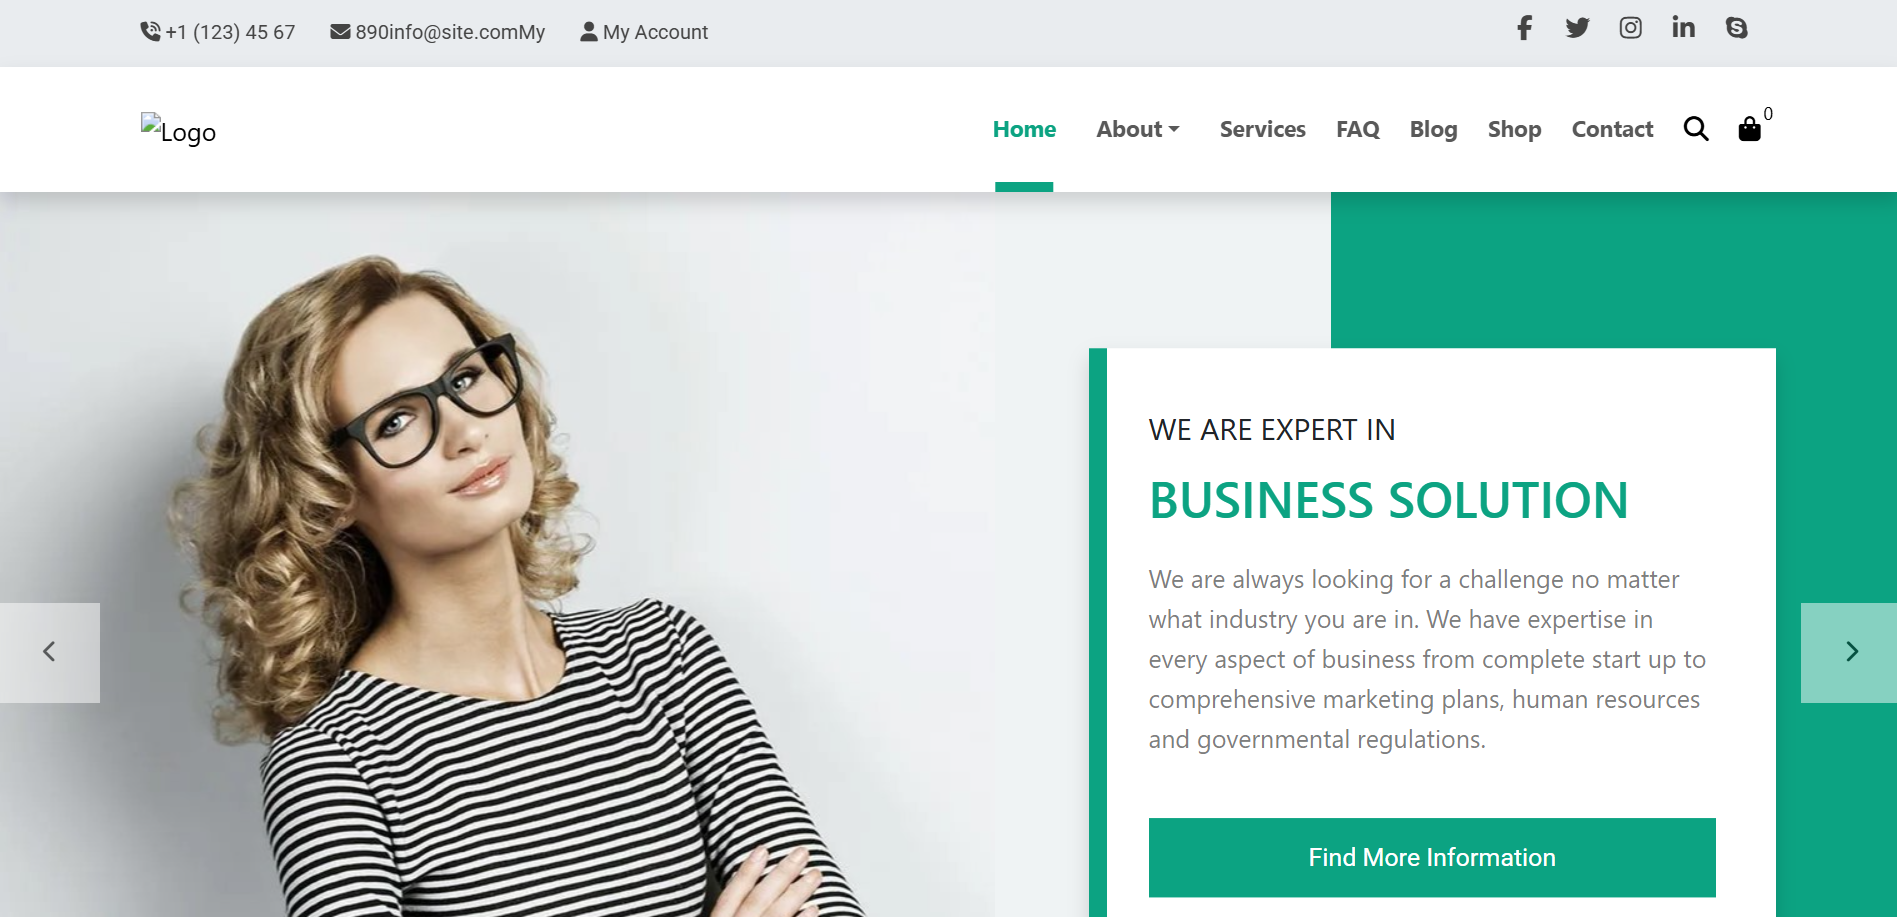 +1 (123) 45 67 890info@site.comMy My Account
Logo Home About Services FAQ Blog Shop Contact 0
WE ARE EXPERT IN
BUSINESS SOLUTION
We are always looking for a challenge no matter
what industry you are in. We have expertise in
every aspect of business from complete start up to
comprehensive marketing plans, human resources
and governmental regulations.
Find More Information